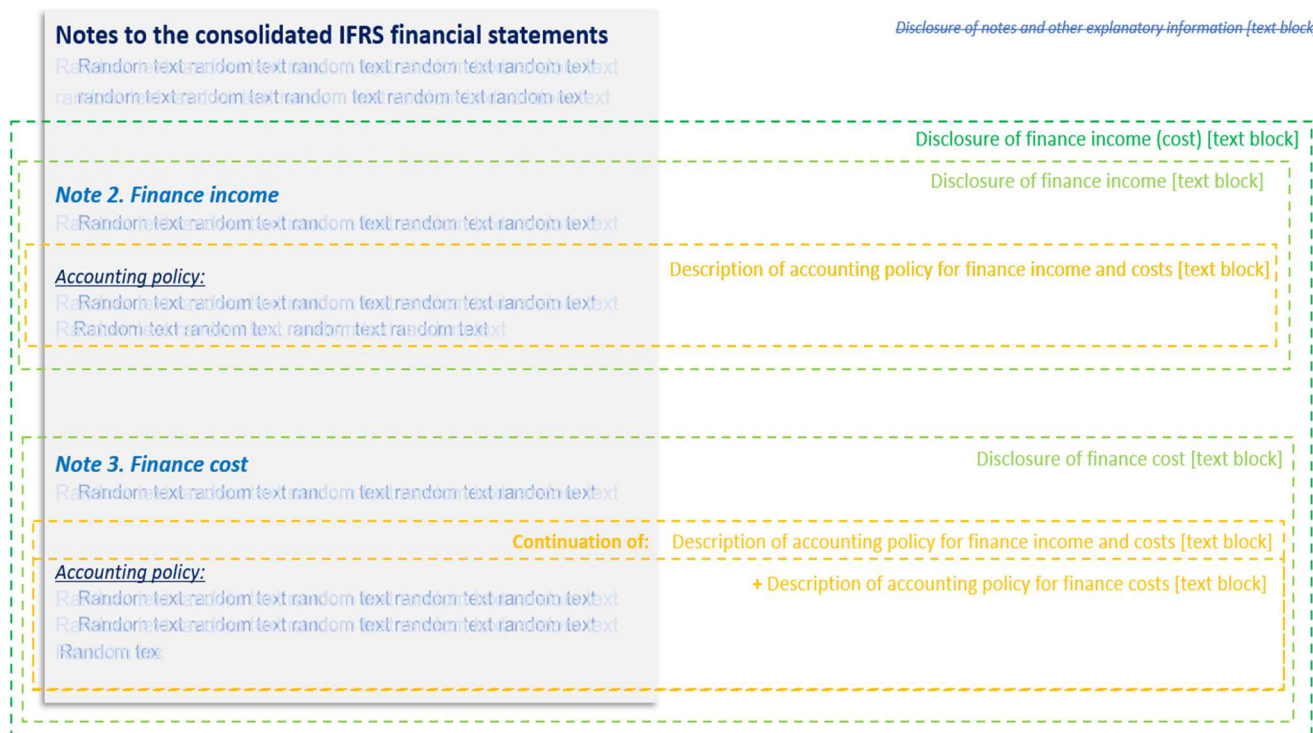 Notes to the consolidated IFRS financial statements
Disclosure of notes and other explanatory information [text block
Random text random text random text random text random text
random text random text random text random text random text
Disclosure of finance income (cost) [text block]
Disclosure of finance income [text block]
Note 2. Finance income
Random text random text random text random text random text
Description of accounting policy for finance income and costs [text block]
Accounting policy:
Random text random text random text random text random text
Random text random text random text random text
Note 3. Finance cost
Disclosure of finance cost [text block]
Random text random text random text random text random text
Continuation of: Description of accounting policy for finance income and costs [text block]
Accounting policy:
+ Description of accounting policy for finance costs [text block]
Random text random text random text random text random text
Random text random text random text random text random text
Random tex